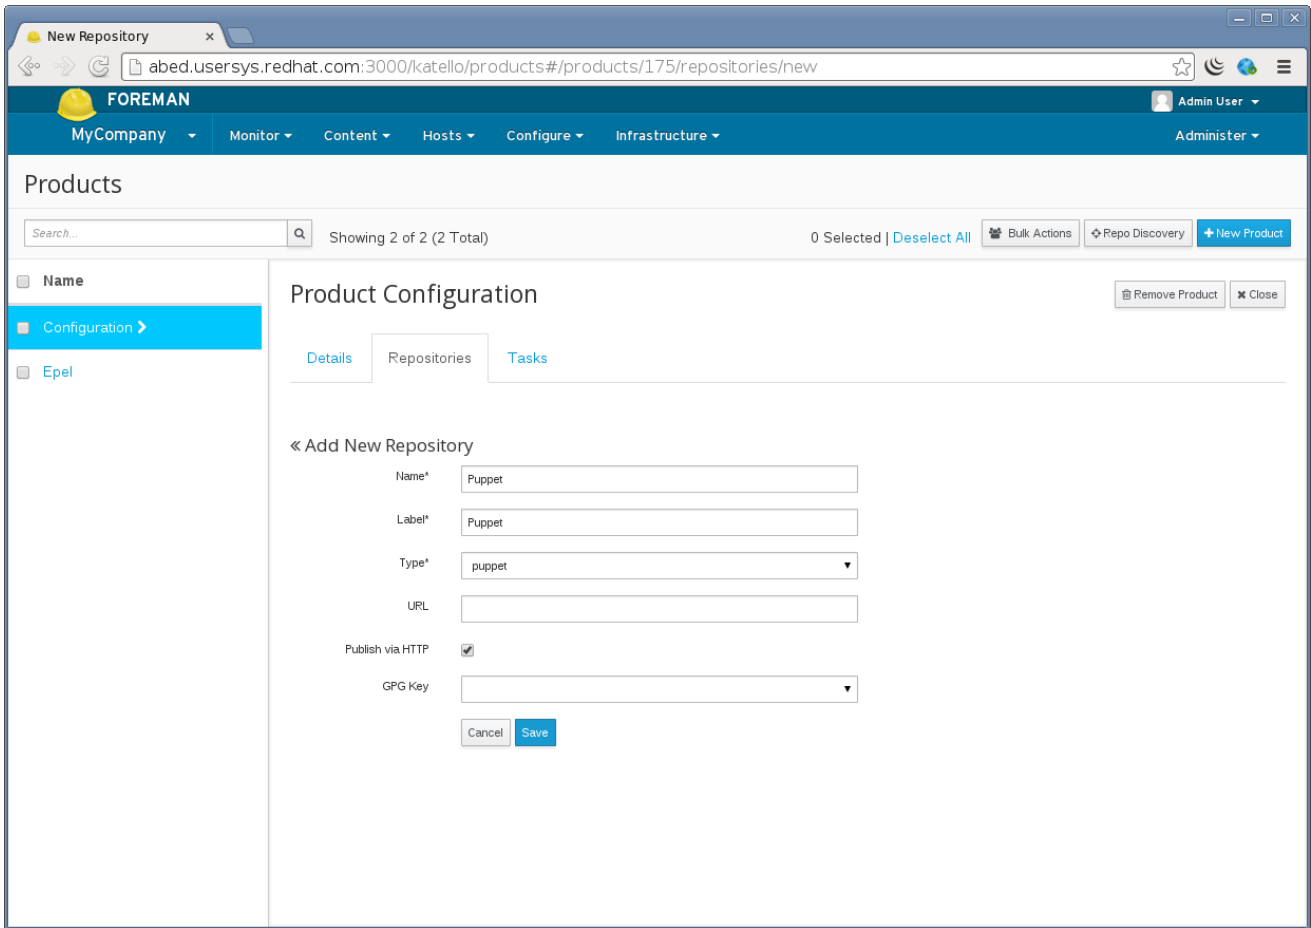 New Repository
abed.usersys.redhat.com:3000/katello/products#/products/175/repositories/new
FOREMAN
Admin User
MyCompany Monitor Content Hosts Configure Infrastructure Administer
Products
Search... Showing 2 of 2 (2 Total) 0 Selected | Deselect All Bulk Actions Repo Discovery +New Product
Name
Product Configuration Remove Product Close
Configuration
Details Repositories Tasks
Epel
« Add New Repository
Name* Puppet
Label* Puppet
Type* puppet
URL
Publish via HTTP
GPG Key
Cancel Save